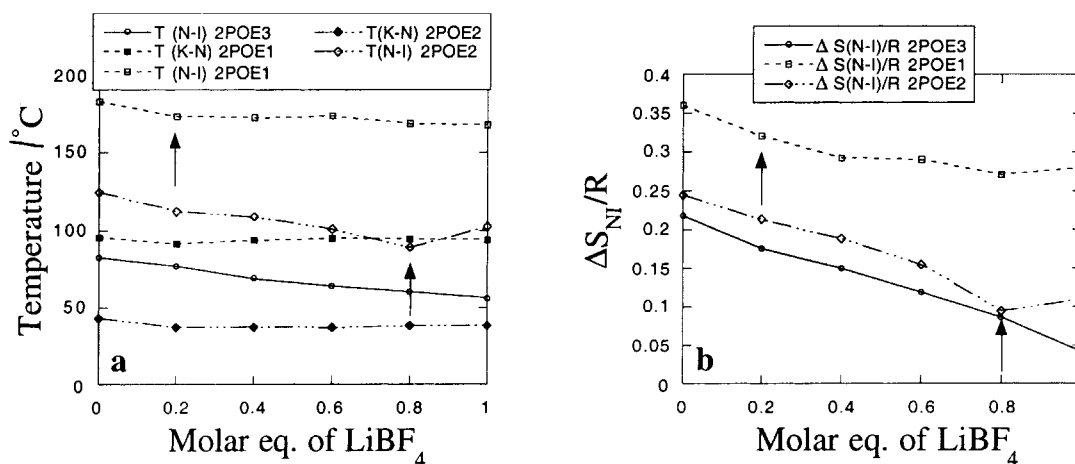 T (N-I) 2POE3
T(K-N) 2POE2
T (K-N) 2POE1
T(N-I) 2POE2
T (N-I) 2POE1
200
150
100
50
0
Temperature /°C
a
0 0.2 0.4 0.6 0.8 1
Molar eq. of LiBF4
Δ S(N-I)/R 2POE3
Δ S(N-I)/R 2POE1
Δ S(N-I)/R 2POE2
0.4
0.35
0.3
0.25
0.2
0.15
0.1
0.05
0
ΔS_NI/R
b
0 0.2 0.4 0.6 0.8
Molar eq. of LiBF4